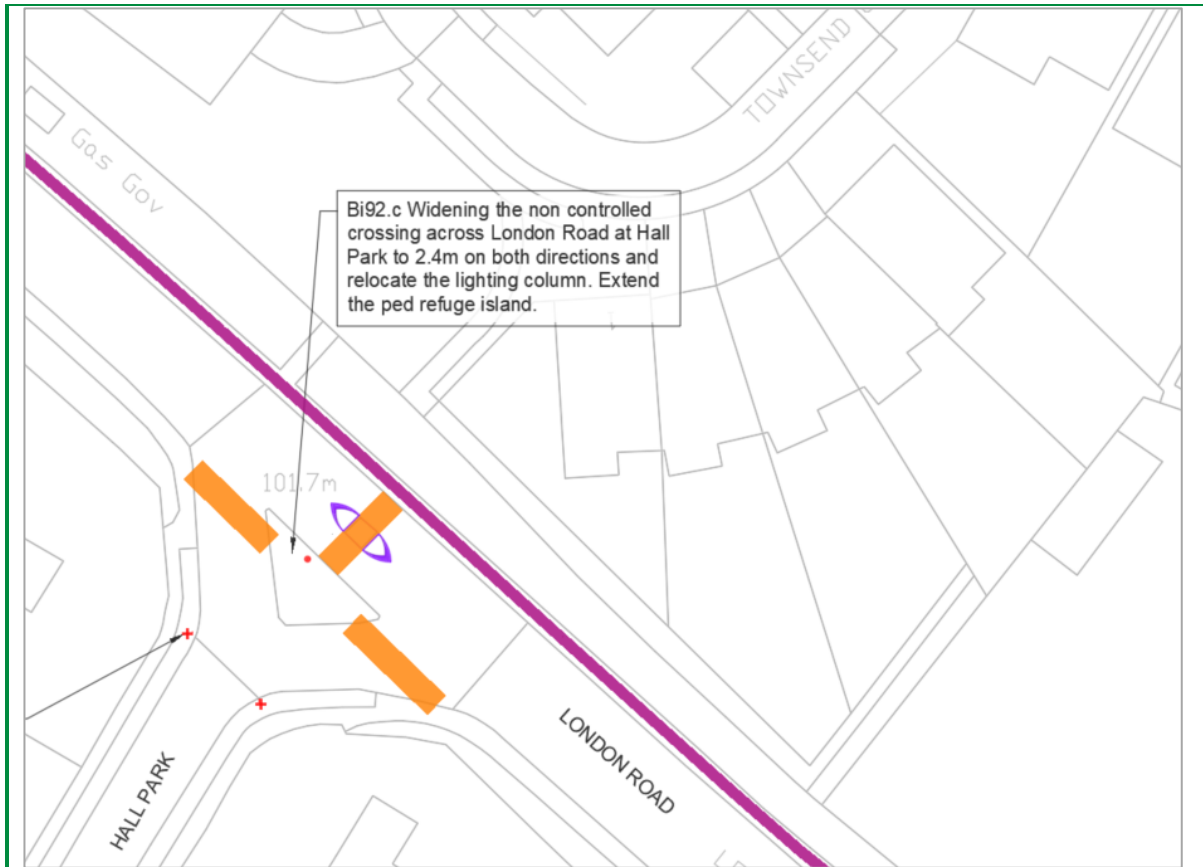 TOWNSEND
Gas Gov
Bi92.c Widening the non controlled
crossing across London Road at Hall
Park to 2.4m on both directions and
relocate the lighting column. Extend
the ped refuge island.
101.7m
LONDON ROAD
HALL PARK